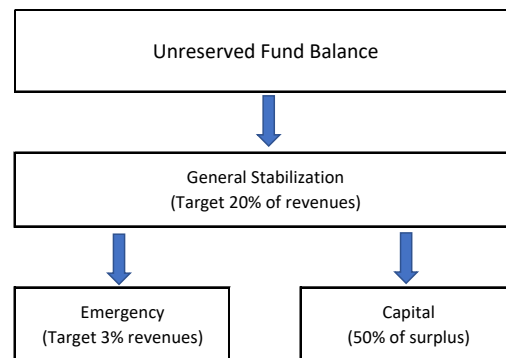 Unreserved Fund Balance
General Stabilization
(Target 20% of revenues)
Emergency
(Target 3% revenues)
Capital
(50% of surplus)